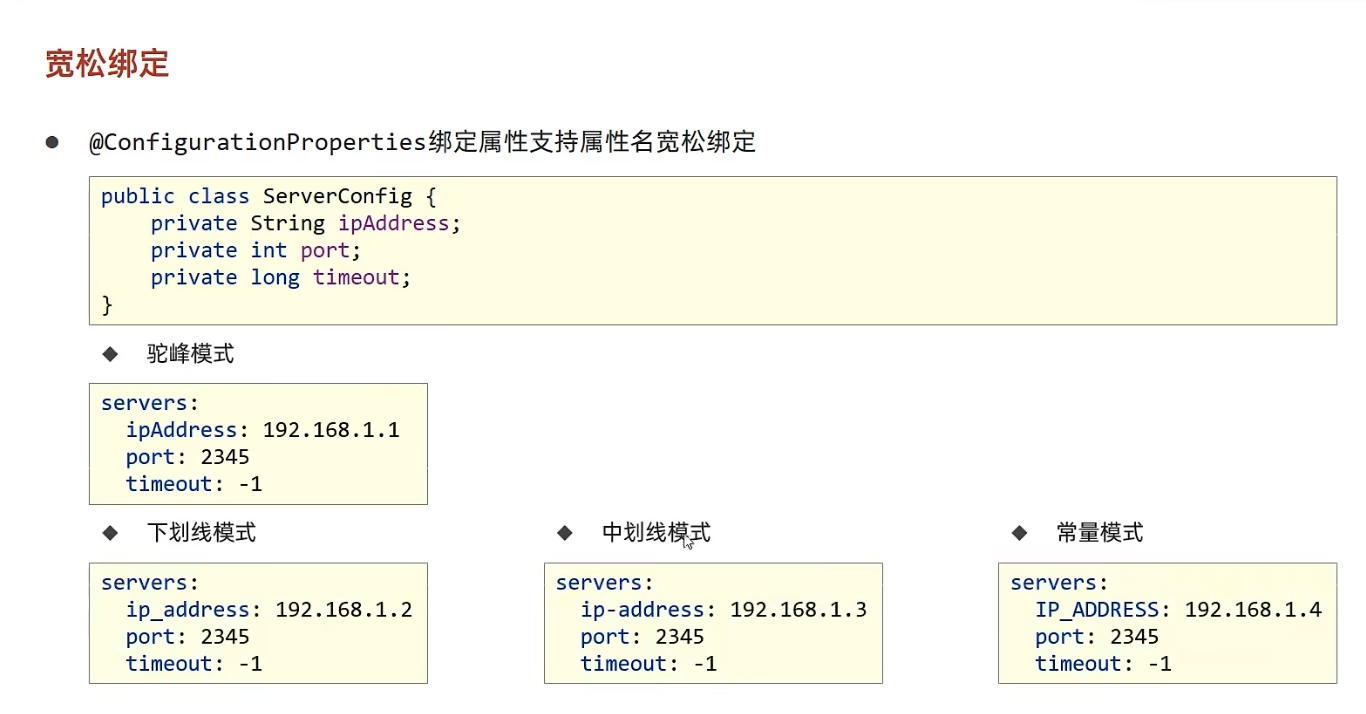 宽松绑定
● @ConfigurationProperties绑定属性支持属性名宽松绑定
public class ServerConfig {
    private String ipAddress;
    private int port;
    private long timeout;
}
◆ 驼峰模式
servers:
  ipAddress: 192.168.1.1
  port: 2345
  timeout: -1
◆ 下划线模式
servers:
  ip_address: 192.168.1.2
  port: 2345
  timeout: -1
◆ 中划线模式
servers:
  ip-address: 192.168.1.3
  port: 2345
  timeout: -1
◆ 常量模式
servers:
  IP_ADDRESS: 192.168.1.4
  port: 2345
  timeout: -1